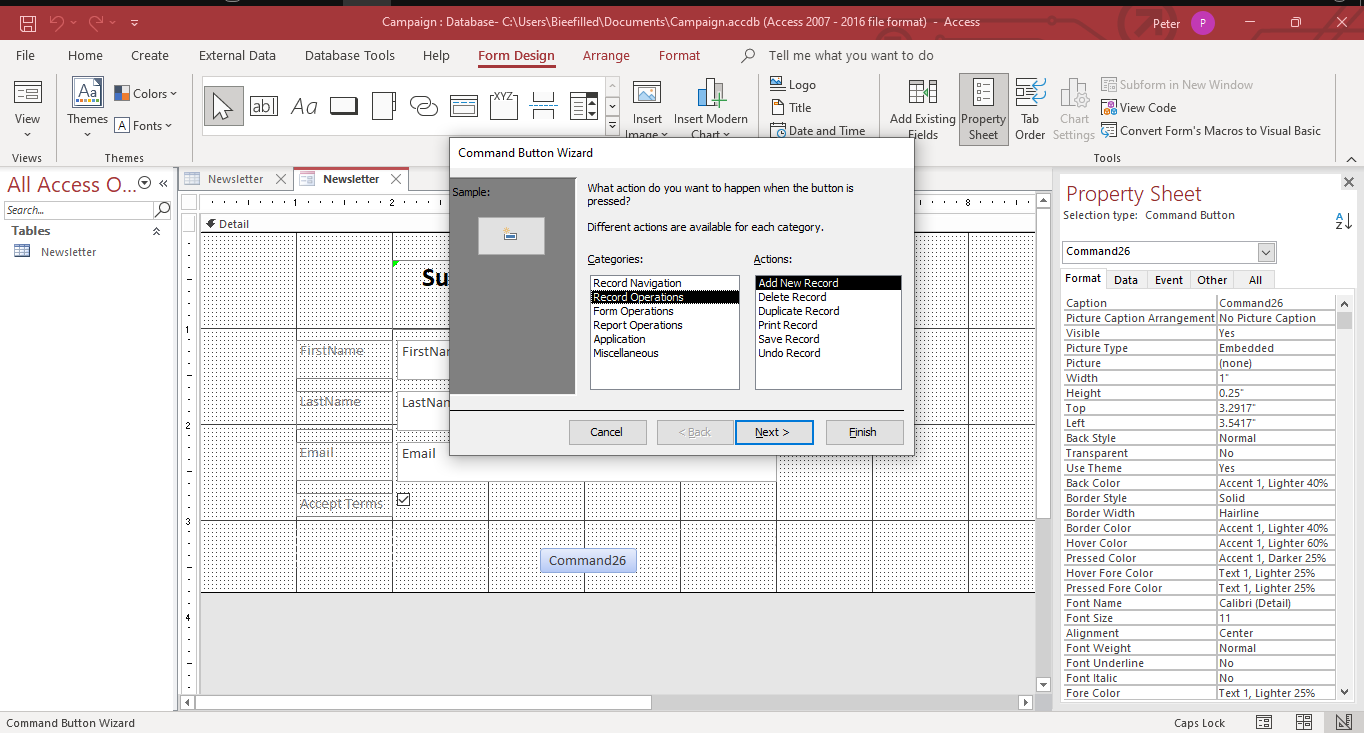 Campaign : Database- C:\Users\Bieefilled\Documents\Campaign.accdb (Access 2007 - 2016 file format)  -  Access
Peter
P
File Home Create External Data Database Tools Help Form Design Arrange Format Tell me what you want to do
View
Views
Themes
Aa
Colors
A Fonts
Themes
ab|
Aa
XYZ
Insert
Image
Insert Modern
Chart
Logo
Title
Date and Time
Add Existing
Fields
Property
Sheet
Tab
Order
Chart
Settings
Subform in New Window
View Code
Convert Form's Macros to Visual Basic
Tools
All Access O...
Search...
Tables
Newsletter
Newsletter
Newsletter
1
2
8
Detail
1
2
3
4
Su
FirstName
FirstNam
LastName
LastNam
Email
Email
Accept Terms
Command26
Command Button Wizard
Sample:
What action do you want to happen when the button is
pressed?
Different actions are available for each category.
Categories:
Record Navigation
Record Operations
Form Operations
Report Operations
Application
Miscellaneous
Actions:
Add New Record
Delete Record
Duplicate Record
Print Record
Save Record
Undo Record
Cancel
< Back
Next >
Finish
Property Sheet
Selection type: Command Button
A
Z
Command26
Format Data Event Other All
Caption Command26
Picture Caption Arrangement No Picture Caption
Visible Yes
Picture Type Embedded
Picture (none)
Width 1"
Height 0.25"
Top 3.2917"
Left 3.5417"
Back Style Normal
Transparent No
Use Theme Yes
Back Color Accent 1, Lighter 40%
Border Style Solid
Border Width Hairline
Border Color Accent 1, Lighter 40%
Hover Color Accent 1, Lighter 60%
Pressed Color Accent 1, Darker 25%
Hover Fore Color Text 1, Lighter 25%
Pressed Fore Color Text 1, Lighter 25%
Font Name Calibri (Detail)
Font Size 11
Alignment Center
Font Weight Normal
Font Underline No
Font Italic No
Fore Color Text 1, Lighter 25%
Command Button Wizard
Caps Lock